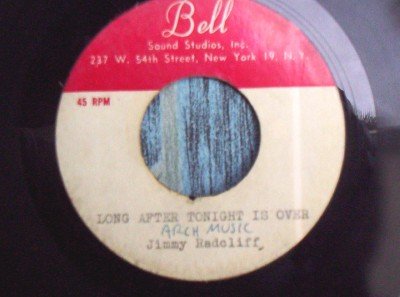 Bell
Sound Studios, Inc.
237 W. 54th Street, New York 19 N.Y.
45 RPM
LONG AFTER TONIGHT IS OVER
ARCH MUSIC
Jimmy Radcliff